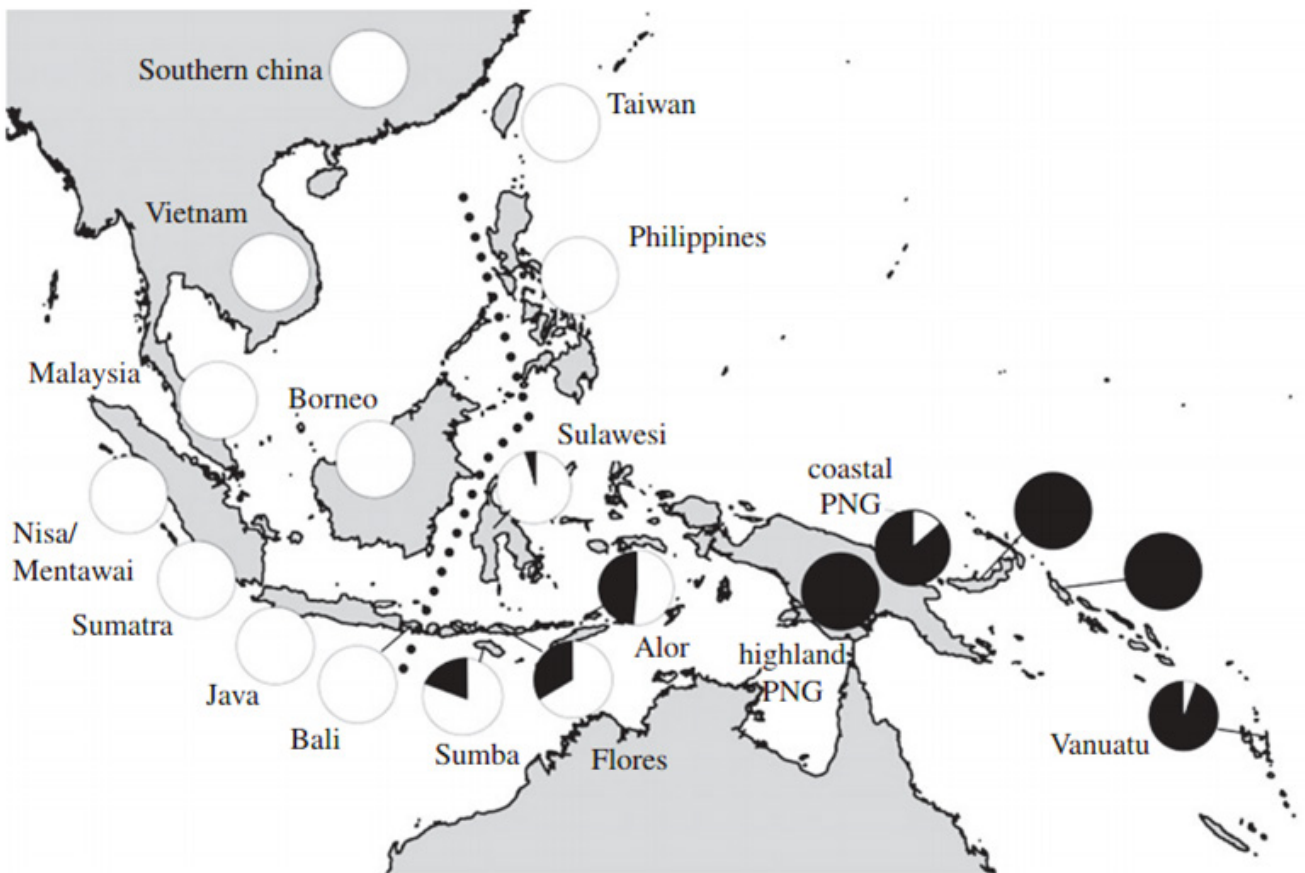 Southern china
Taiwan
Vietnam
Philippines
Malaysia
Borneo
Sulawesi
coastal
PNG
Nisa/
Mentawai
Sumatra
Alor
highland
PNG
Java
Bali
Sumba
Flores
Vanuatu